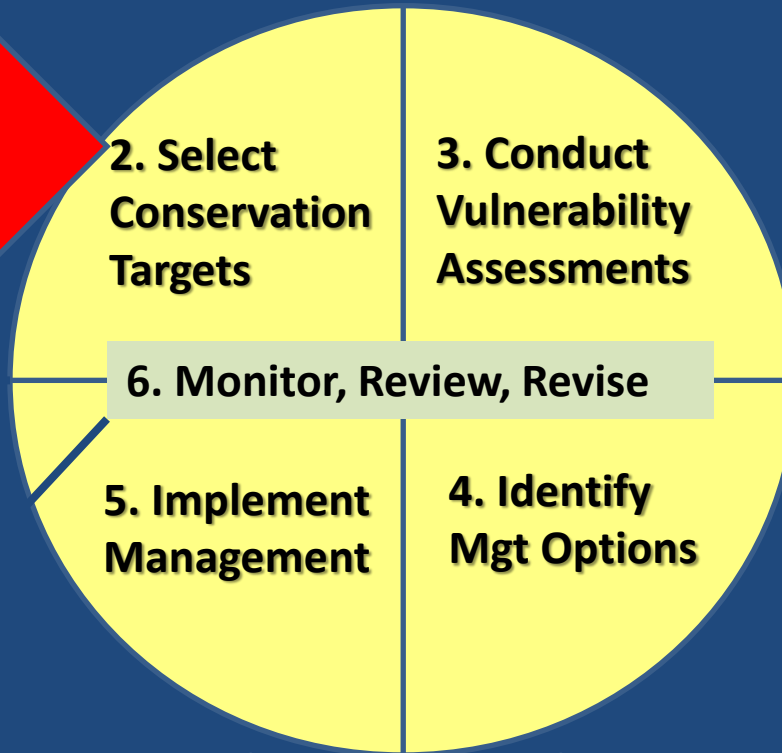 2. Select
Conservation
Targets
3. Conduct
Vulnerability
Assessments
6. Monitor, Review, Revise
5. Implement
Management
4. Identify
Mgt Options